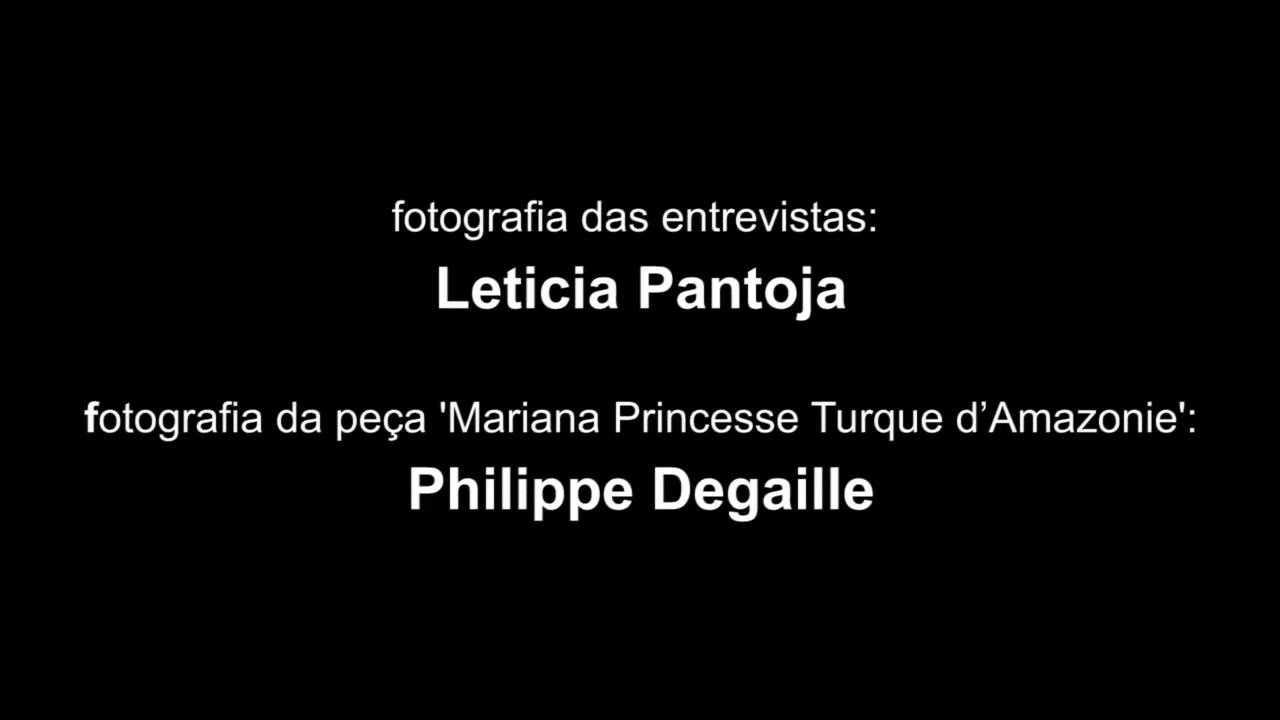 fotografia das entrevistas:
Leticia Pantoja
fotografia da peça 'Mariana Princesse Turque d’Amazonie':
Philippe Degaille